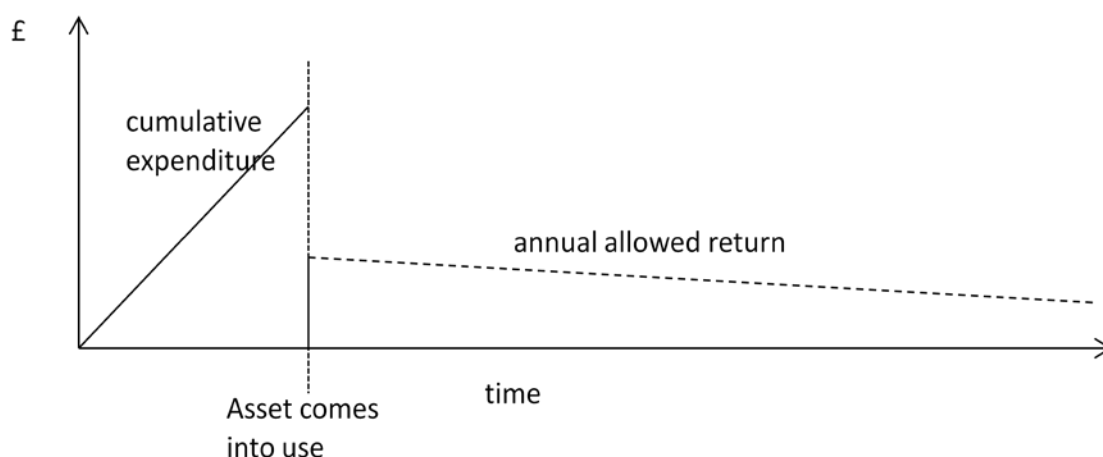 £
cumulative
expenditure
annual allowed return
time
Asset comes
into use